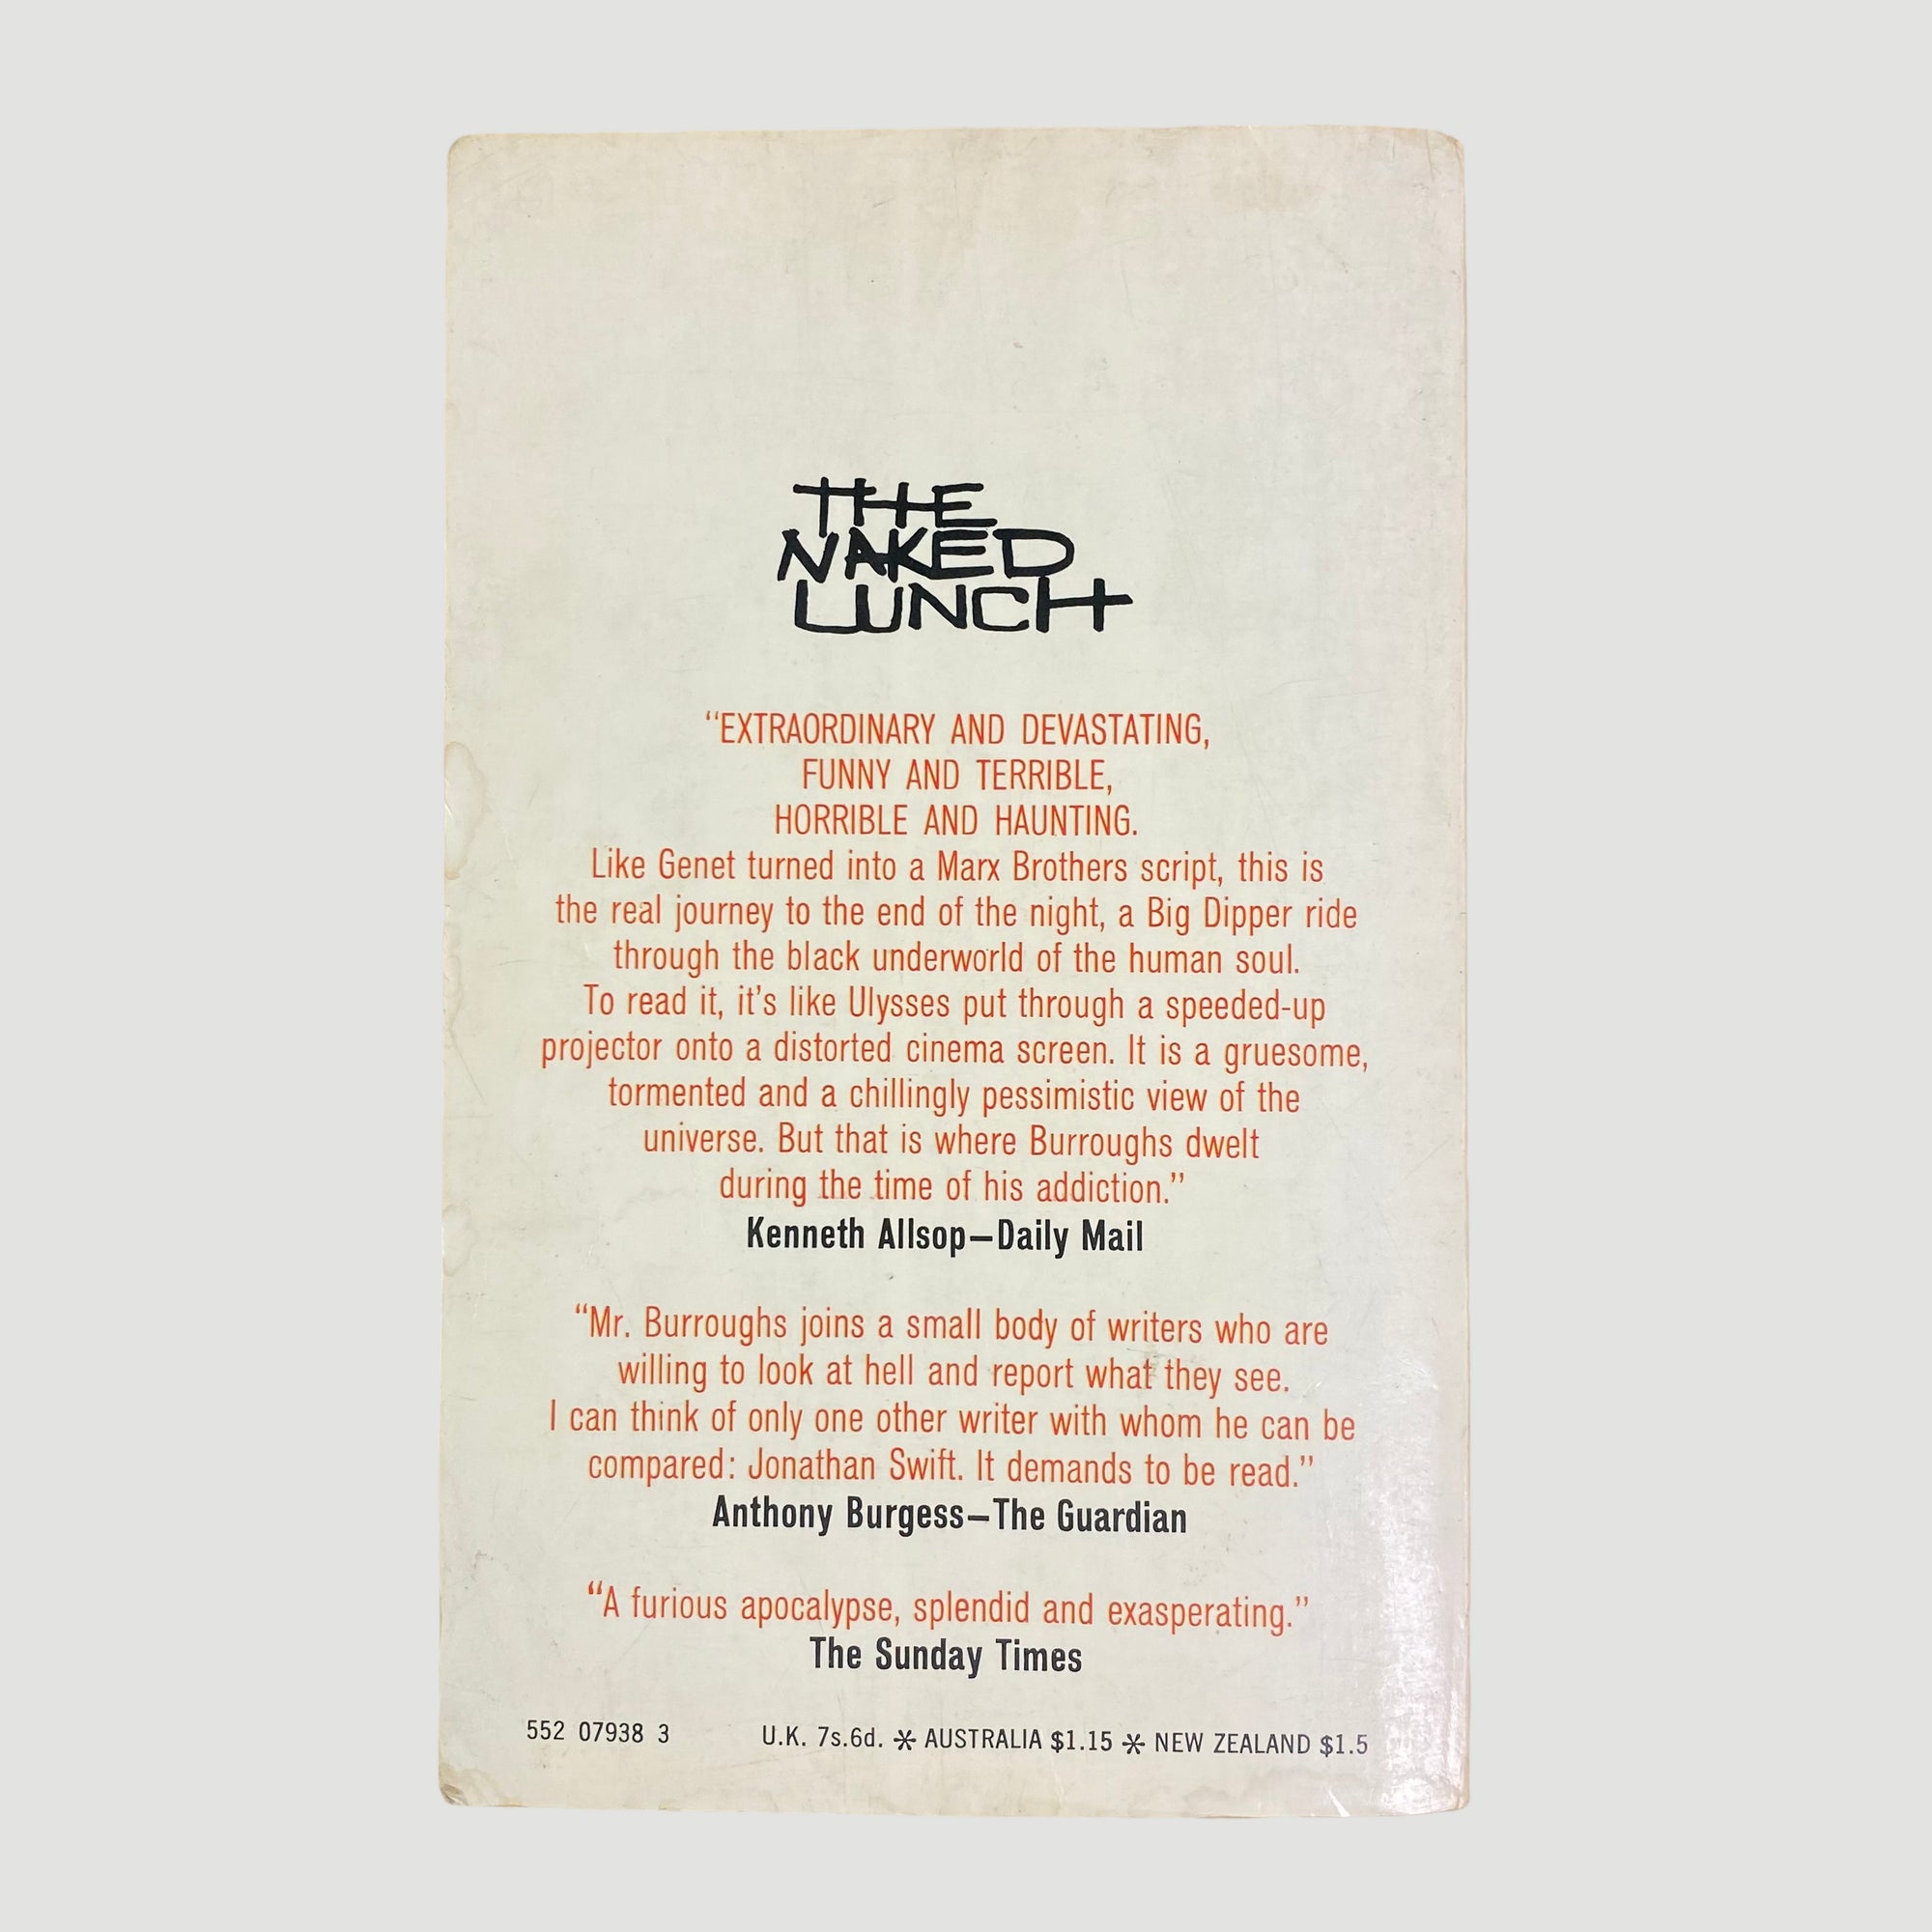 THE
NAKED
LUNCH
“EXTRAORDINARY AND DEVASTATING,
FUNNY AND TERRIBLE,
HORRIBLE AND HAUNTING.
Like Genet turned into a Marx Brothers script, this is
the real journey to the end of the night, a Big Dipper ride
through the black underworld of the human soul.
To read it, it’s like Ulysses put through a speeded-up
projector onto a distorted cinema screen. It is a gruesome,
tormented and a chillingly pessimistic view of the
universe. But that is where Burroughs dwelt
during the time of his addiction.”
Kenneth Allsop—Daily Mail
“Mr. Burroughs joins a small body of writers who are
willing to look at hell and report what they see.
I can think of only one other writer with whom he can be
compared: Jonathan Swift. It demands to be read.”
Anthony Burgess—The Guardian
“A furious apocalypse, splendid and exasperating.”
The Sunday Times
552 07938 3 U.K. 7s.6d. * AUSTRALIA $1.15 * NEW ZEALAND $1.5